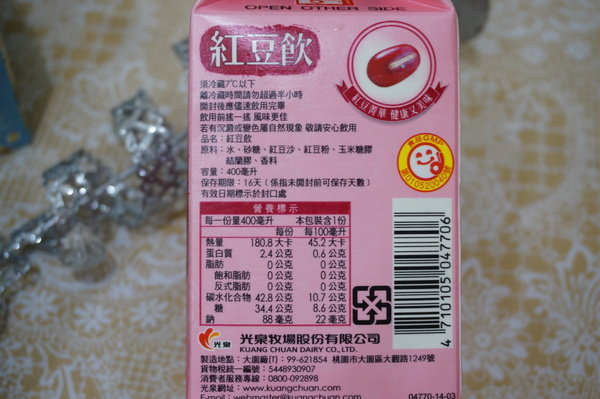 OPEN OTHER SIDE
紅豆飲
紅豆菁華 健康又美味
須冷藏7℃以下
離冷藏時間請勿超過半小時
開封後應儘速飲用完畢
飲用前搖一搖 風味更佳
若有沉澱或變色屬自然現象 敬請安心飲用
品名：紅豆飲
原料：水、砂糖、紅豆沙、紅豆粉、玉米糖膠
結蘭膠、香料
容量：400毫升
保存期限：16天（係指未開封前可保存天數）
有效日期標示於封口處
食品GMP
營養標示
每一份量400毫升 本包裝含1份
每份 每100毫升
熱量 180.8 大卡 45.2 大卡
蛋白質 2.4 公克 0.6 公克
脂肪 0 公克 0 公克
飽和脂肪 0 公克 0 公克
反式脂肪 0 公克 0 公克
碳水化合物 42.8 公克 10.7 公克
糖 34.4 公克 8.6 公克
鈉 88 毫克 22 毫克
4 710105 047706
光泉
光泉牧場股份有限公司
KUANG CHUAN DAIRY CO., LTD.
製造地點：大園廠(T)：99-621854 桃園市大園區大觀路1249號
統一編號：5448930907
消費者服務專線：0800-092898
光泉網址：www.kuangchuan.com
E-mail：webmaster@kuangchuan.com 04770-14-03